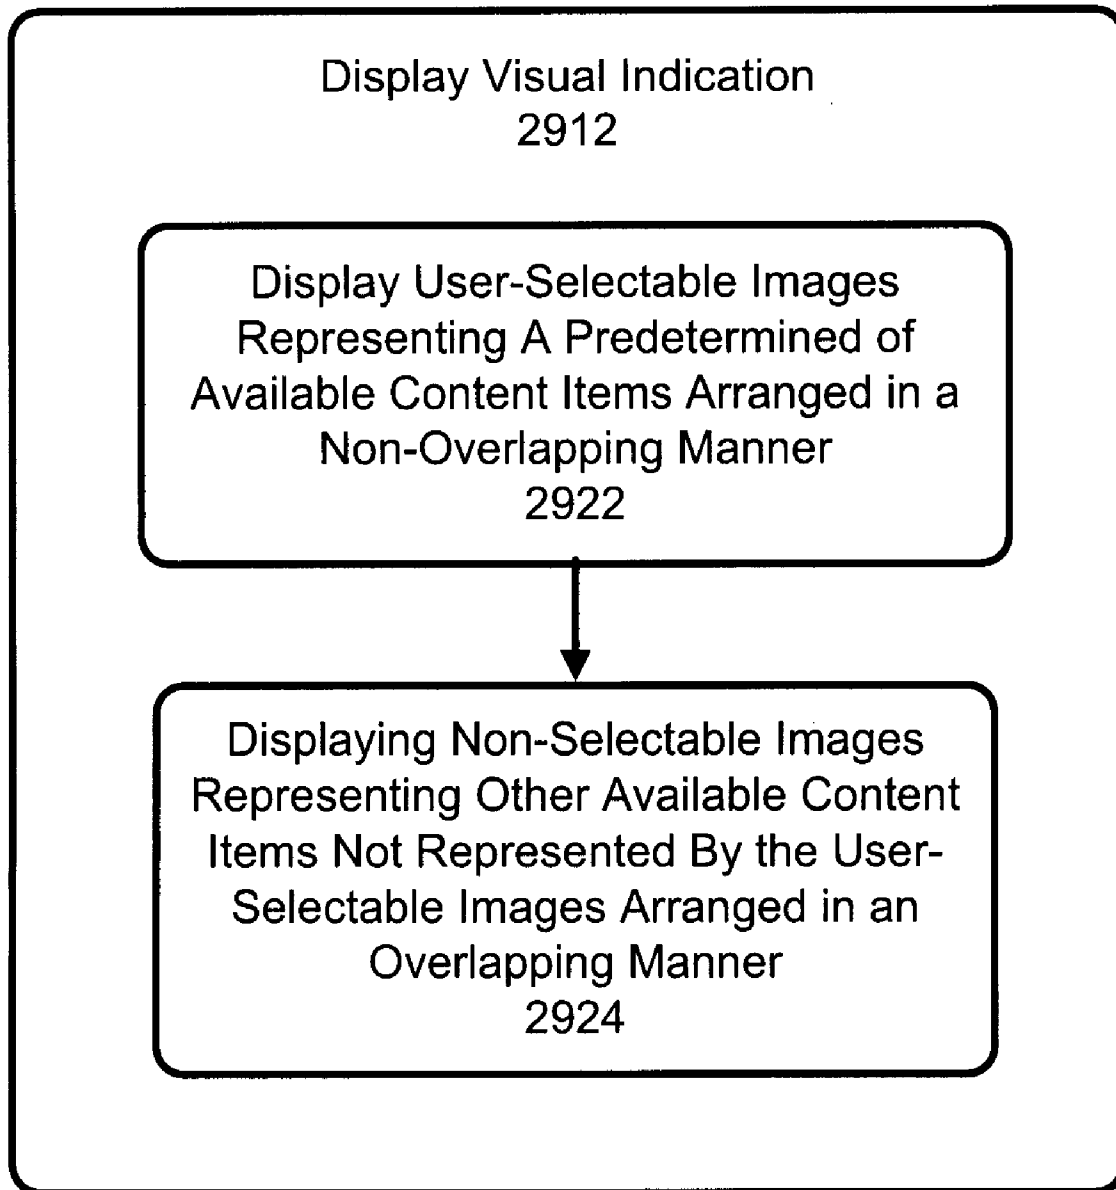 Display Visual Indication
2912
Display User-Selectable Images
Representing A Predetermined of
Available Content Items Arranged in a
Non-Overlapping Manner
2922
Displaying Non-Selectable Images
Representing Other Available Content
Items Not Represented By the User-
Selectable Images Arranged in an
Overlapping Manner
2924